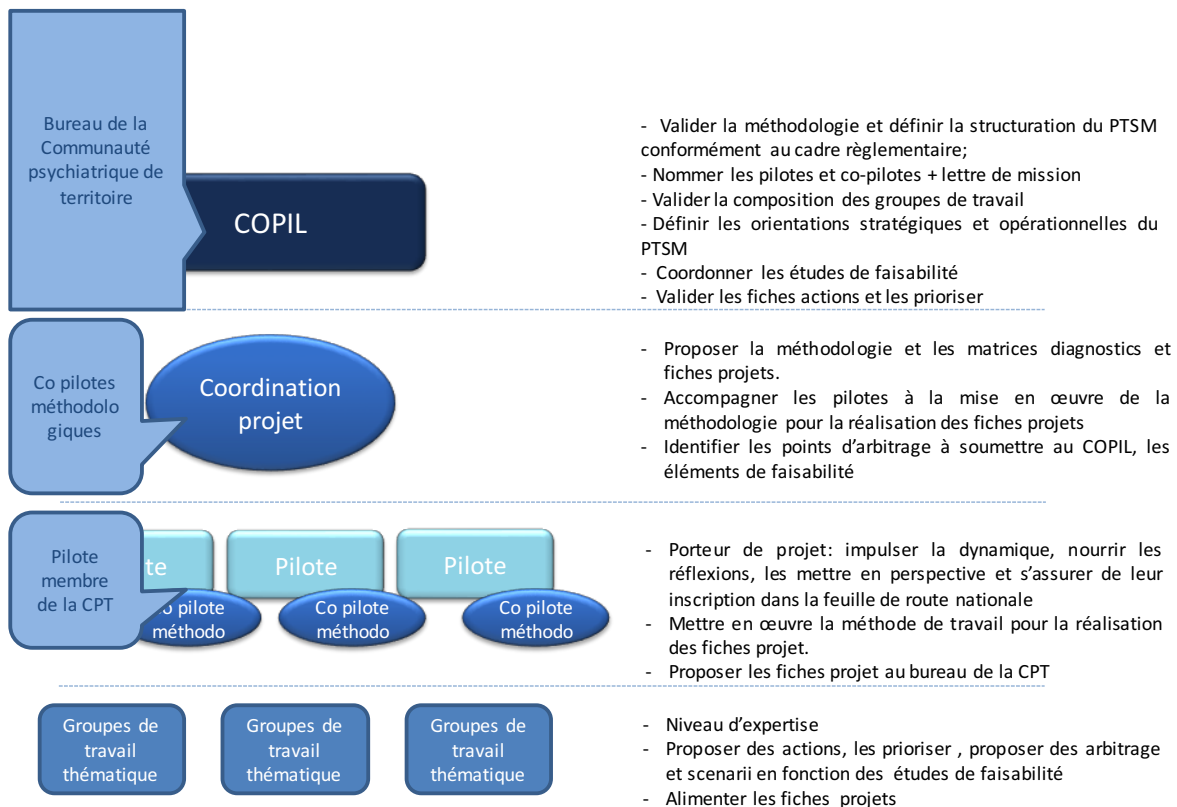 Bureau de la
Communauté
psychiatrique de
territoire
COPIL
- Valider la méthodologie et définir la structuration du PTSM
conformément au cadre règlementaire;
- Nommer les pilotes et co-pilotes + lettre de mission
- Valider la composition des groupes de travail
- Définir les orientations stratégiques et opérationnelles du
PTSM
- Coordonner les études de faisabilité
- Valider les fiches actions et les prioriser
Co pilotes
méthodolo
giques
Coordination
projet
- Proposer la méthodologie et les matrices diagnostics et
fiches projets.
- Accompagner les pilotes à la mise en œuvre de la
méthodologie pour la réalisation des fiches projets
- Identifier les points d'arbitrage à soumettre au COPIL, les
éléments de faisabilité
Pilote
membre
de la CPT
te
Pilote
Pilote
o pilote
méthodo
Co pilote
méthodo
Co pilote
méthodo
- Porteur de projet: impulser la dynamique, nourrir les
réflexions, les mettre en perspective et s'assurer de leur
inscription dans la feuille de route nationale
- Mettre en œuvre la méthode de travail pour la réalisation
des fiches projet.
- Proposer les fiches projet au bureau de la CPT
Groupes de
travail
thématique
Groupes de
travail
thématique
Groupes de
travail
thématique
- Niveau d'expertise
- Proposer des actions, les prioriser , proposer des arbitrage
et scenarii en fonction des études de faisabilité
- Alimenter les fiches projets